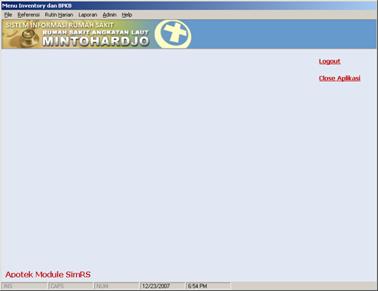 Menu Inventory dan BPKB
File Referensi Rutin Harian Laporan Admin Help
SISTEM INFORMASI RUMAH SAKIT
RUMAH SAKIT ANGKATAN LAUT
MINTOHARDJO
Logout
Close Aplikasi
Apotek Module SimRS
INS CAPS NUM 12/23/2007 6:54 PM